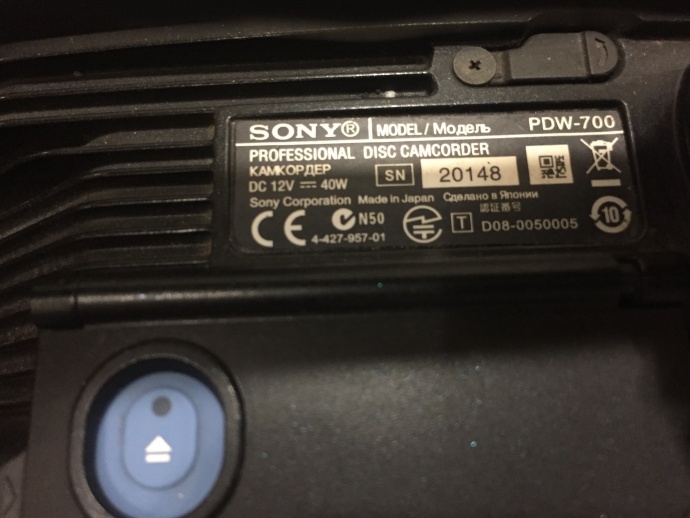 SONY® MODEL / Модель PDW-700
PROFESSIONAL DISC CAMCORDER
КАМКОРДЕР
DC 12V ⎓ 40W
SN 20148
Sony Corporation Made in Japan Сделано в Японии
認証番号
CE N50 T D08-0050005 10
4-427-957-01